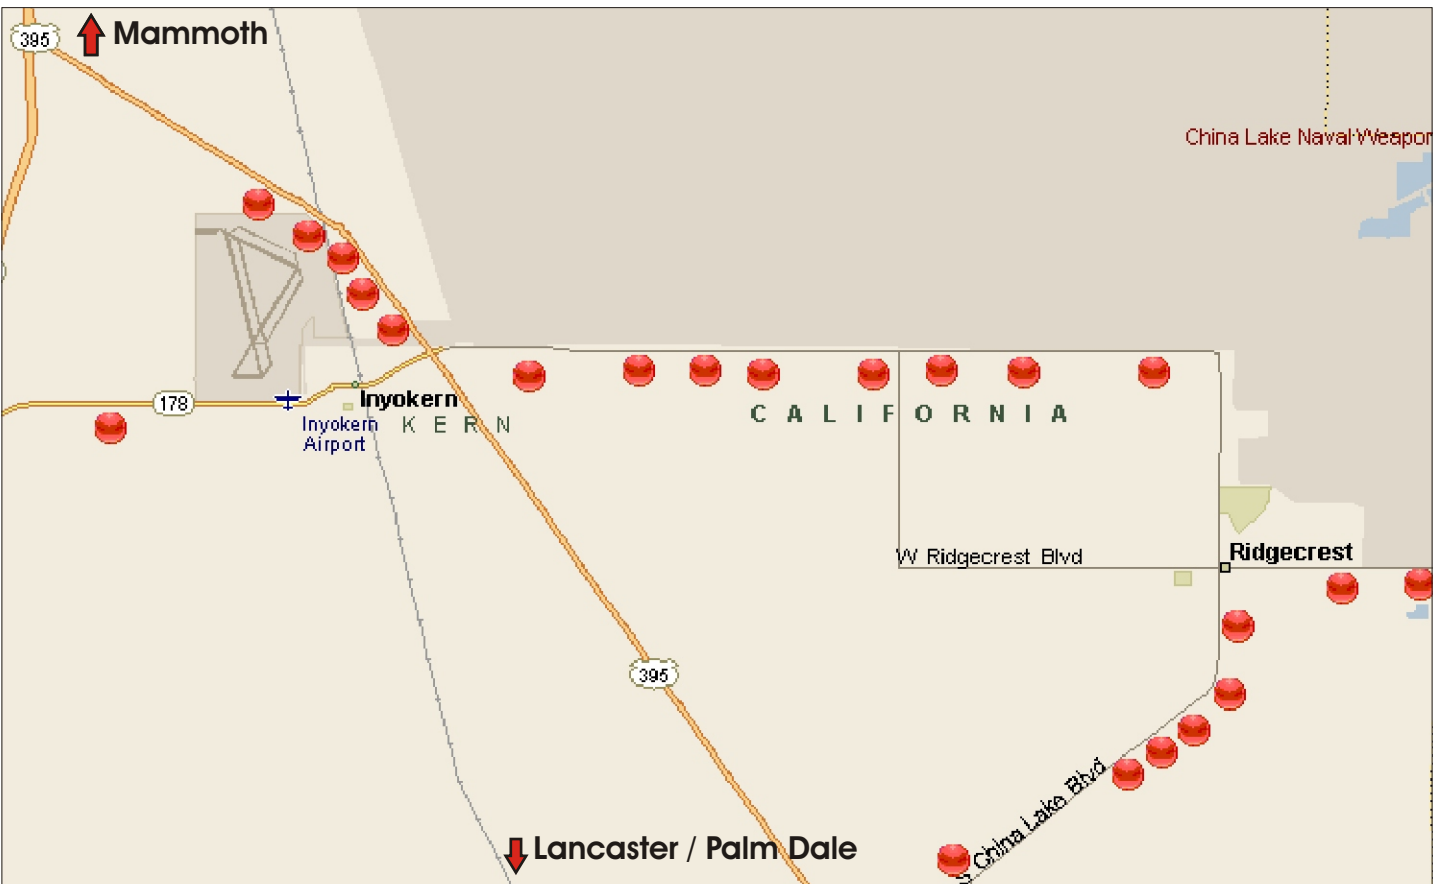 395
Mammoth
China Lake Naval Weapon
178
Inyokern
Inyokern
Airport
K E R N
C A L I F O R N I A
W Ridgecrest Blvd
Ridgecrest
395
S China Lake Blvd
Lancaster / Palm Dale